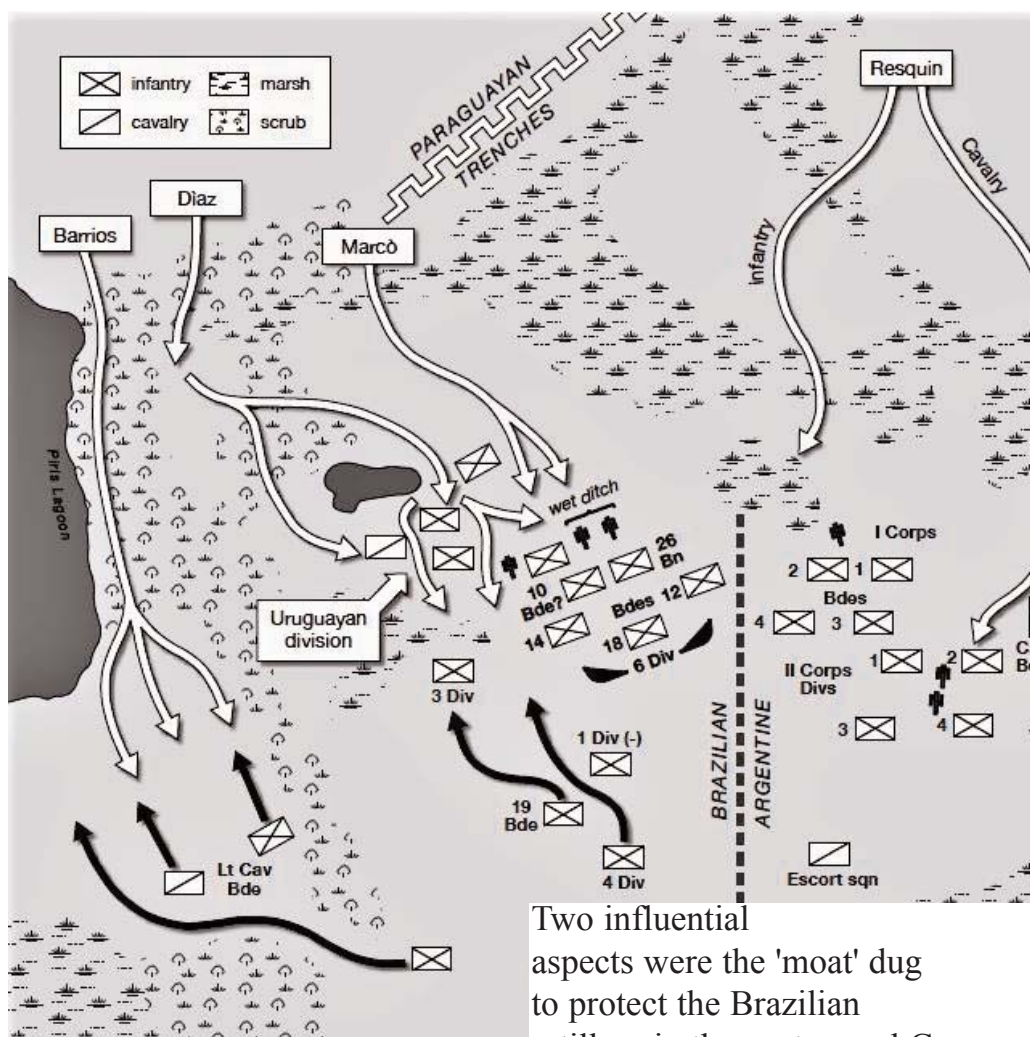 infantry
marsh
cavalry
scrub
PARAGUAYAN
TRENCHES
Resquin
Dìaz
Barrios
Marcò
Infantry
Cavalry
Piris Lagoon
wet ditch
I Corps
26
Bn
10
Bde?
2
1
Bdes
12
Bdes
4
3
Uruguayan
division
14
18
6 Div
3 Div
II Corps
Divs
1
2
3
4
1 Div (-)
BRAZILIAN
ARGENTINE
19
Bde
Lt Cav
Bde
4 Div
Escort sqn
Two influential
aspects were the 'moat' dug
to protect the Brazilian